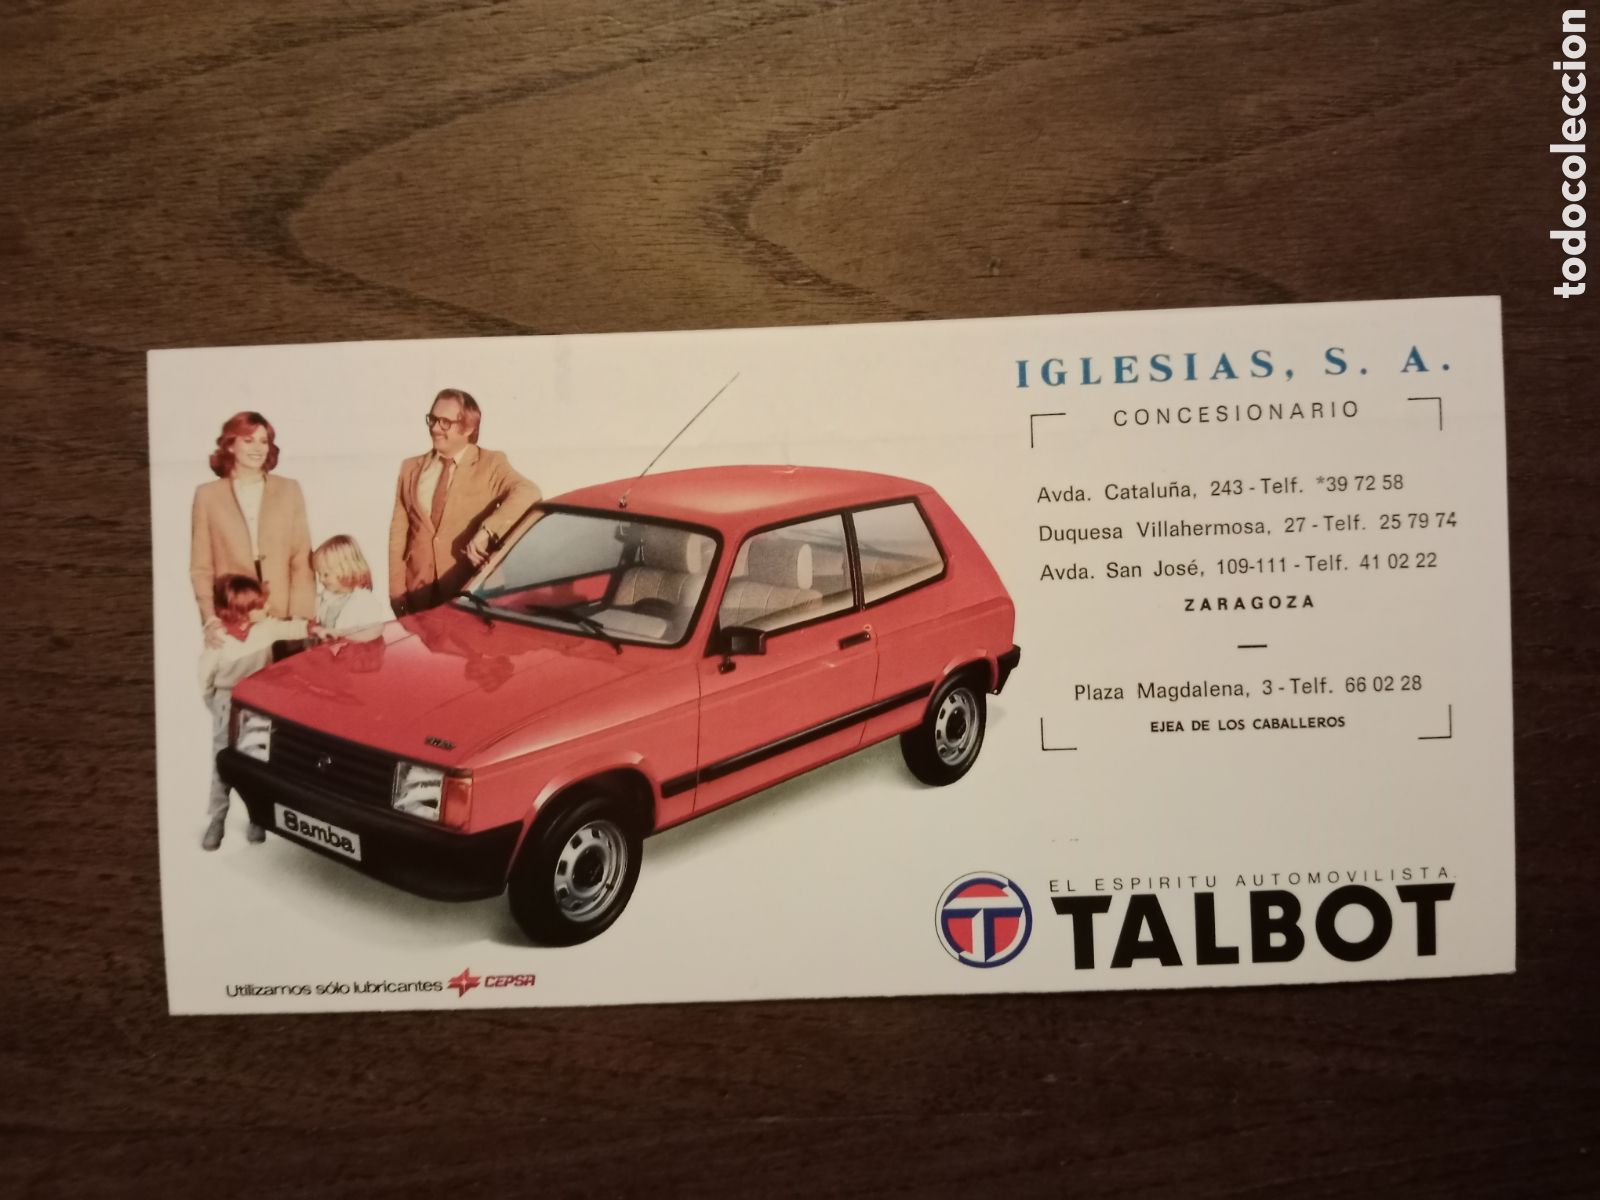 todocoleccion
IGLESIAS, S. A.
CONCESIONARIO
Avda. Cataluña, 243 - Telf. *39 72 58
Duquesa Villahermosa, 27 - Telf. 25 79 74
Avda. San José, 109-111 - Telf. 41 02 22
ZARAGOZA
Plaza Magdalena, 3 - Telf. 66 02 28
EJEA DE LOS CABALLEROS
Samba
EL ESPIRITU AUTOMOVILISTA.
TALBOT
Utilizamos sólo lubricantes CEPSA